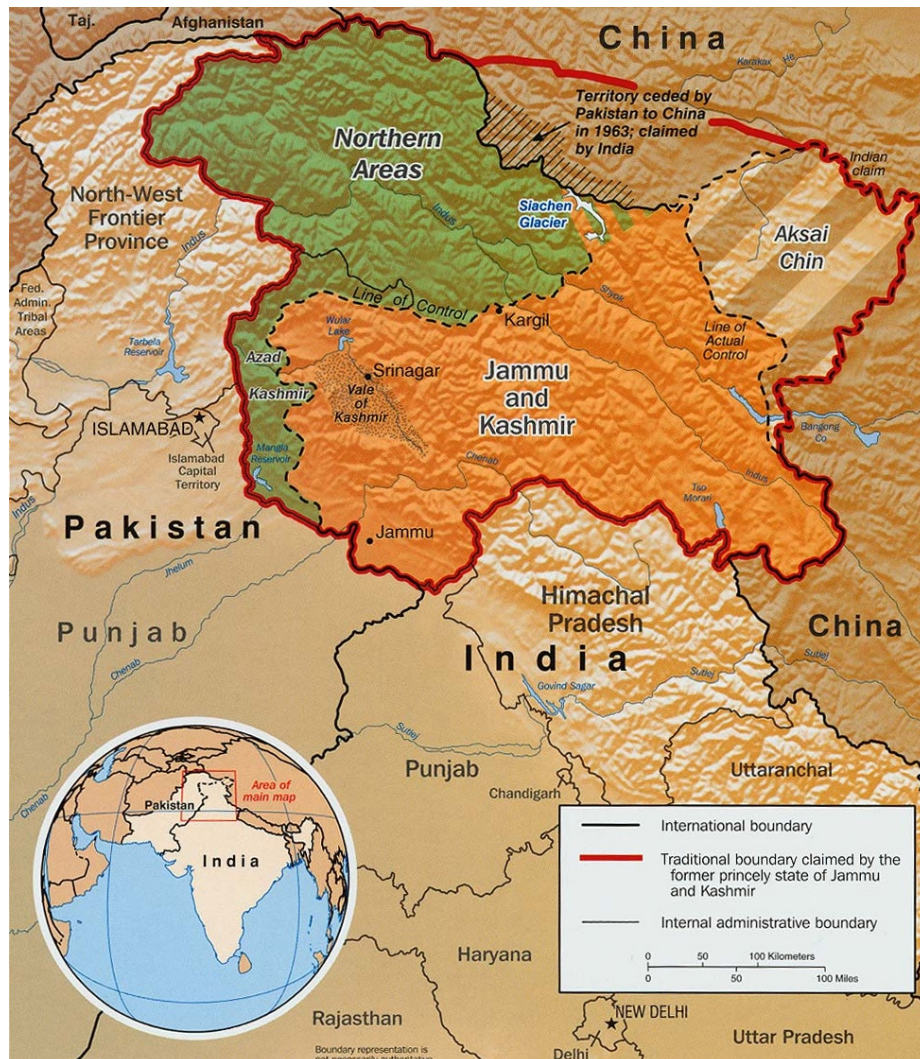 Taj.
Afghanistan
China
Karakax He
Territory ceded by
Pakistan to China
in 1963; claimed
by India
Northern
Areas
Indian
claim
North-West
Frontier
Province
Indus
Indus
Siachen
Glacier
Aksai
Chin
Fed.
Admin.
Tribal
Areas
Line of Control
Shyok
Kargil
Wular
Lake
Line of
Actual
Control
Tarbela
Reservoir
Azad
Kashmir
Srinagar
Vale
of
Kashmir
Jammu
and
Kashmir
ISLAMABAD
Islamabad
Capital
Territory
Mangla
Reservoir
Bangong
Co
Chenab
Indus
Tso
Morari
Indus
Pakistan
Jammu
Jhelum
Himachal
Pradesh
Punjab
China
India
Chenab
Sutlej
Sutlej
Govind Sagar
Sutlej
Punjab
Uttaranchal
Chandigarh
Chenab
Area of
main map
Pakistan
India
International boundary
Traditional boundary claimed by the
former princely state of Jammu
and Kashmir
Internal administrative boundary
0 50 100 Kilometers
0 50 100 Miles
Haryana
NEW DELHI
Rajasthan
Delhi
Uttar Pradesh
Boundary representation is
not necessarily authoritative